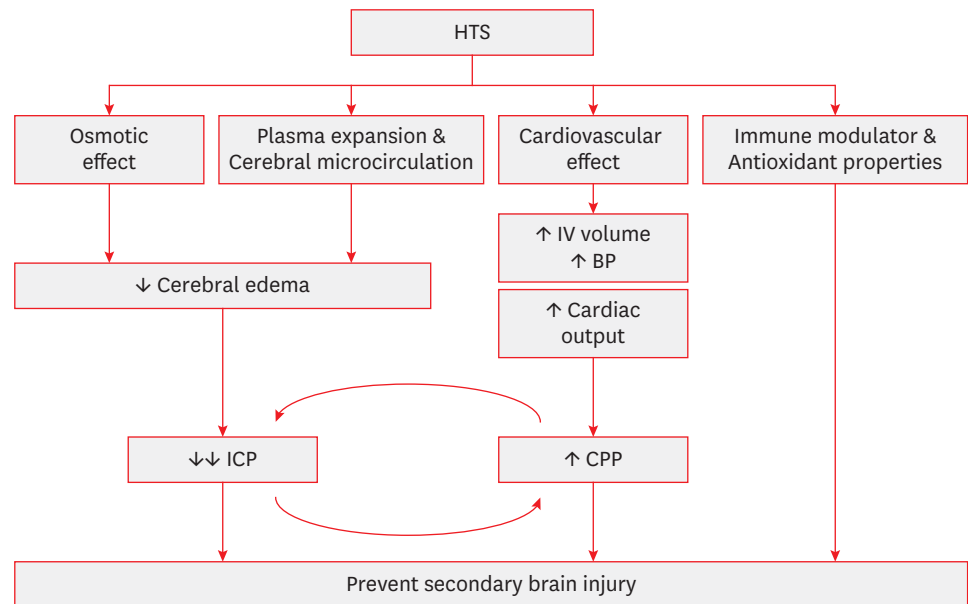 HTS
Osmotic
effect
Plasma expansion &
Cerebral microcirculation
Cardiovascular
effect
Immune modulator &
Antioxidant properties
↑ IV volume
↑ BP
↓ Cerebral edema
↑ Cardiac
output
↓↓ ICP
↑ CPP
Prevent secondary brain injury